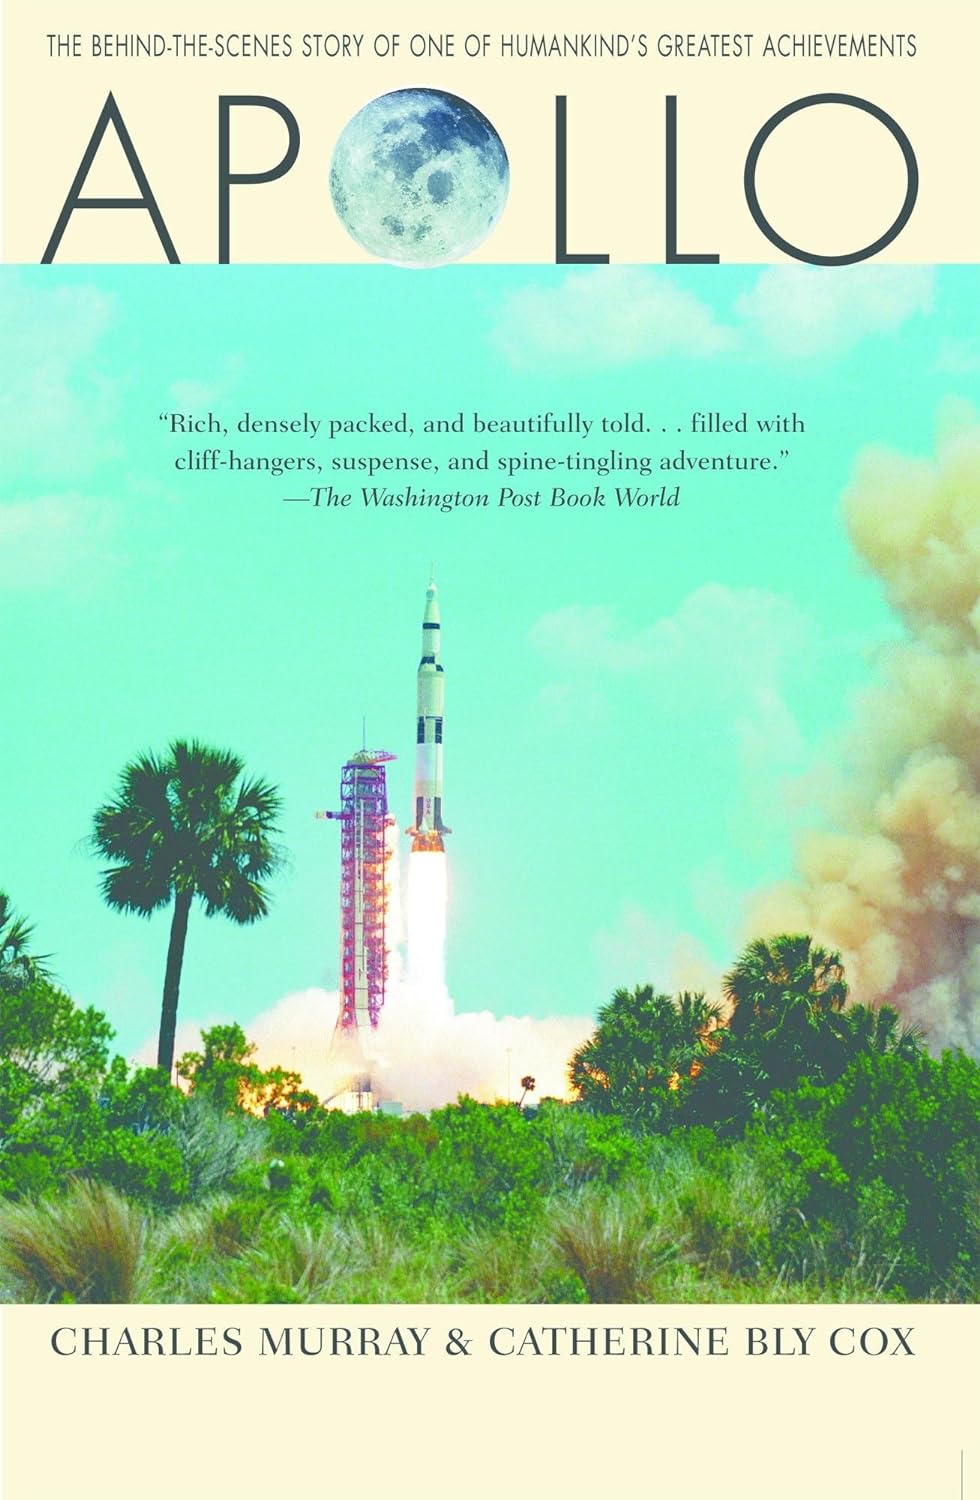 THE BEHIND-THE-SCENES STORY OF ONE OF HUMANKIND'S GREATEST ACHIEVEMENTS
APOLLO
“Rich, densely packed, and beautifully told. . . filled with
cliff-hangers, suspense, and spine-tingling adventure.”
—The Washington Post Book World
USA
CHARLES MURRAY & CATHERINE BLY COX